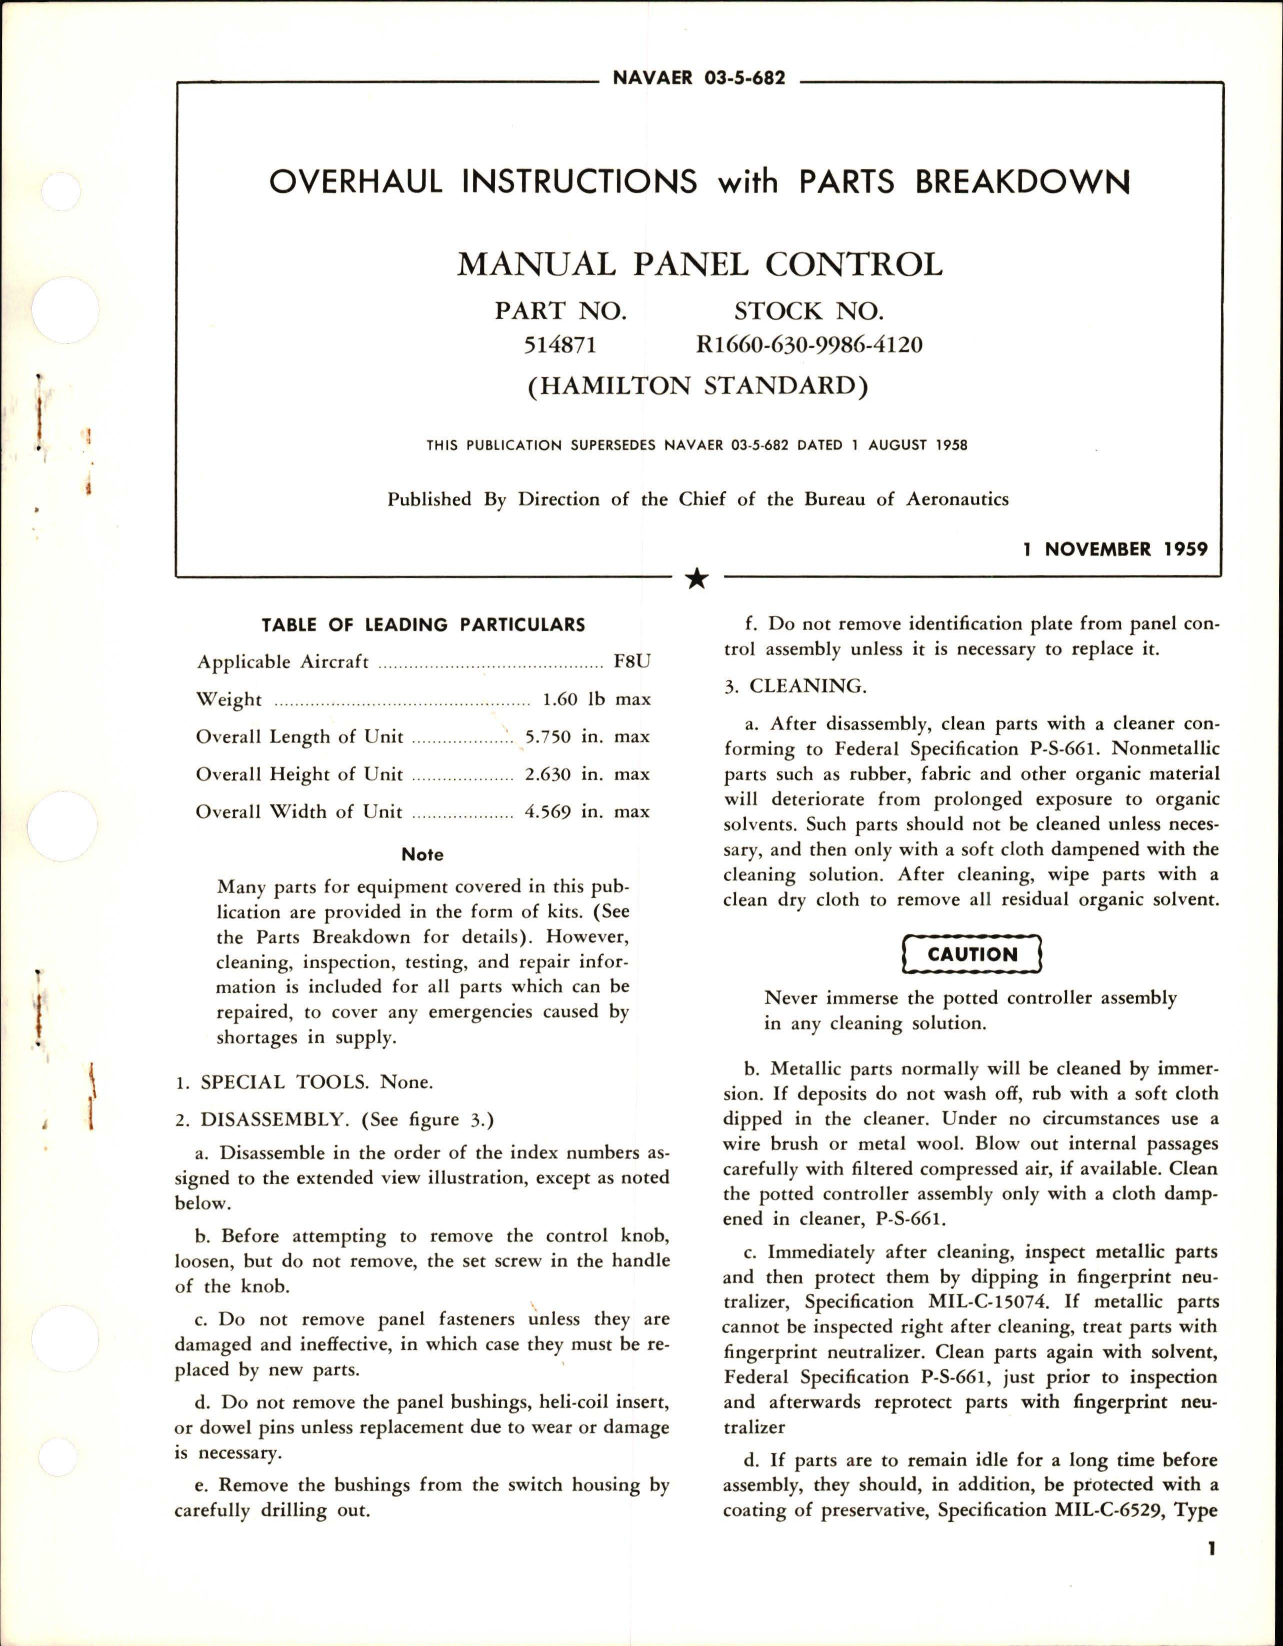 NAVAER 03-5-682
OVERHAUL INSTRUCTIONS with PARTS BREAKDOWN
MANUAL PANEL CONTROL
PART NO. STOCK NO.
514871 R1660-630-9986-4120
(HAMILTON STANDARD)
THIS PUBLICATION SUPERSEDES NAVAER 03-5-682 DATED 1 AUGUST 1958
Published By Direction of the Chief of the Bureau of Aeronautics
1 NOVEMBER 1959
TABLE OF LEADING PARTICULARS
Applicable Aircraft ............................................ F8U
Weight .................................................. 1.60 lb max
Overall Length of Unit .................... 5.750 in. max
Overall Height of Unit .................... 2.630 in. max
Overall Width of Unit .................... 4.569 in. max
Note
Many parts for equipment covered in this pub-
lication are provided in the form of kits. (See
the Parts Breakdown for details). However,
cleaning, inspection, testing, and repair infor-
mation is included for all parts which can be
repaired, to cover any emergencies caused by
shortages in supply.
1. SPECIAL TOOLS. None.
2. DISASSEMBLY. (See figure 3.)
a. Disassemble in the order of the index numbers as-
signed to the extended view illustration, except as noted
below.
b. Before attempting to remove the control knob,
loosen, but do not remove, the set screw in the handle
of the knob.
c. Do not remove panel fasteners unless they are
damaged and ineffective, in which case they must be re-
placed by new parts.
d. Do not remove the panel bushings, heli-coil insert,
or dowel pins unless replacement due to wear or damage
is necessary.
e. Remove the bushings from the switch housing by
carefully drilling out.
f. Do not remove identification plate from panel con-
trol assembly unless it is necessary to replace it.
3. CLEANING.
a. After disassembly, clean parts with a cleaner con-
forming to Federal Specification P-S-661. Nonmetallic
parts such as rubber, fabric and other organic material
will deteriorate from prolonged exposure to organic
solvents. Such parts should not be cleaned unless neces-
sary, and then only with a soft cloth dampened with the
cleaning solution. After cleaning, wipe parts with a
clean dry cloth to remove all residual organic solvent.
CAUTION
Never immerse the potted controller assembly
in any cleaning solution.
b. Metallic parts normally will be cleaned by immer-
sion. If deposits do not wash off, rub with a soft cloth
dipped in the cleaner. Under no circumstances use a
wire brush or metal wool. Blow out internal passages
carefully with filtered compressed air, if available. Clean
the potted controller assembly only with a cloth damp-
ened in cleaner, P-S-661.
c. Immediately after cleaning, inspect metallic parts
and then protect them by dipping in fingerprint neu-
tralizer, Specification MIL-C-15074. If metallic parts
cannot be inspected right after cleaning, treat parts with
fingerprint neutralizer. Clean parts again with solvent,
Federal Specification P-S-661, just prior to inspection
and afterwards reprotect parts with fingerprint neu-
tralizer
d. If parts are to remain idle for a long time before
assembly, they should, in addition, be protected with a
coating of preservative, Specification MIL-C-6529, Type
1